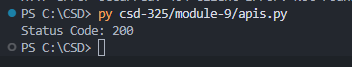 PS C:\CSD> py csd-325/module-9/apis.py
Status Code: 200
PS C:\CSD>